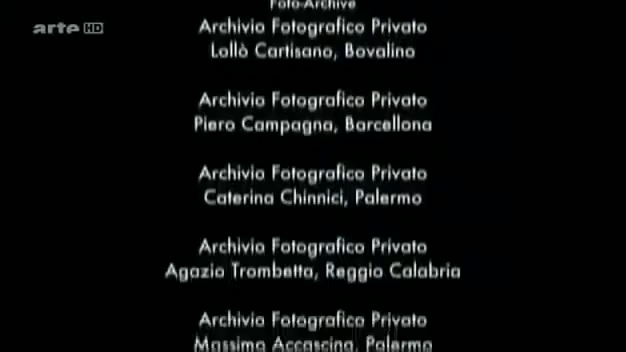 arte HD
Foto-Archive
Archivio Fotografico Privato
Lollò Cartisano, Bovalino
Archivio Fotografico Privato
Piero Campagna, Barcellona
Archivio Fotografico Privato
Caterina Chinnici, Palermo
Archivio Fotografico Privato
Agazio Trombetta, Reggio Calabria
Archivio Fotografico Privato
Massimo Accascina, Palermo